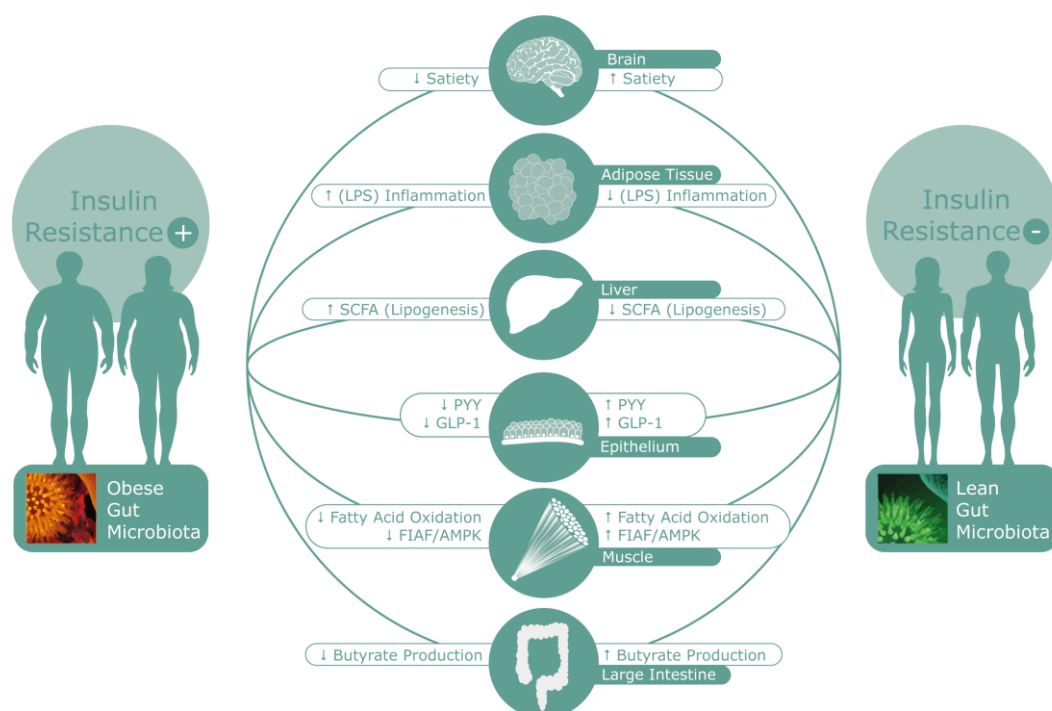 Brain
↓ Satiety
↑ Satiety
Insulin
Resistance +
Adipose Tissue
↑ (LPS) Inflammation
↓ (LPS) Inflammation
Insulin
Resistance -
Liver
↑ SCFA (Lipogenesis)
↓ SCFA (Lipogenesis)
↓ PYY
↓ GLP-1
↑ PYY
↑ GLP-1
Epithelium
Obese
Gut
Microbiota
↓ Fatty Acid Oxidation
↓ FIAF/AMPK
↑ Fatty Acid Oxidation
↑ FIAF/AMPK
Muscle
Lean
Gut
Microbiota
↓ Butyrate Production
↑ Butyrate Production
Large Intestine